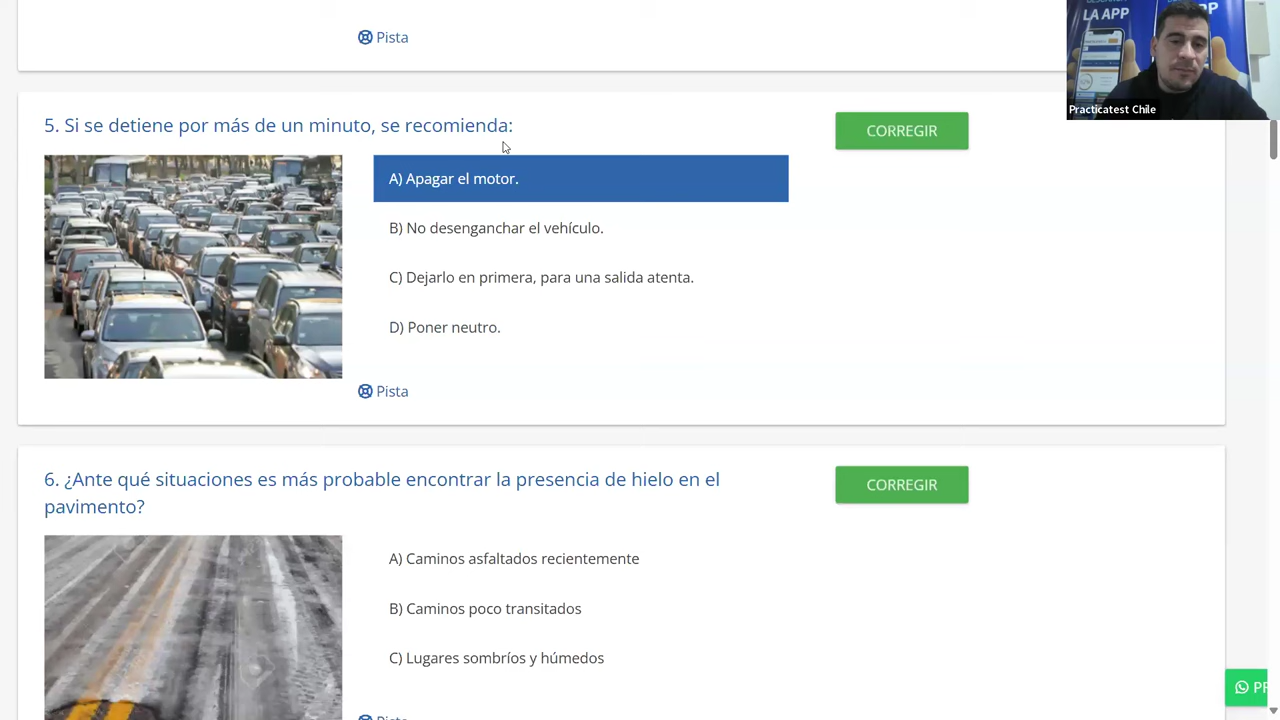 LA APP
Practicatest Chile
Pista
5. Si se detiene por más de un minuto, se recomienda:
CORREGIR
A) Apagar el motor.
B) No desenganchar el vehículo.
C) Dejarlo en primera, para una salida atenta.
D) Poner neutro.
Pista
6. ¿Ante qué situaciones es más probable encontrar la presencia de hielo en el
pavimento?
CORREGIR
A) Caminos asfaltados recientemente
B) Caminos poco transitados
C) Lugares sombríos y húmedos
Pista